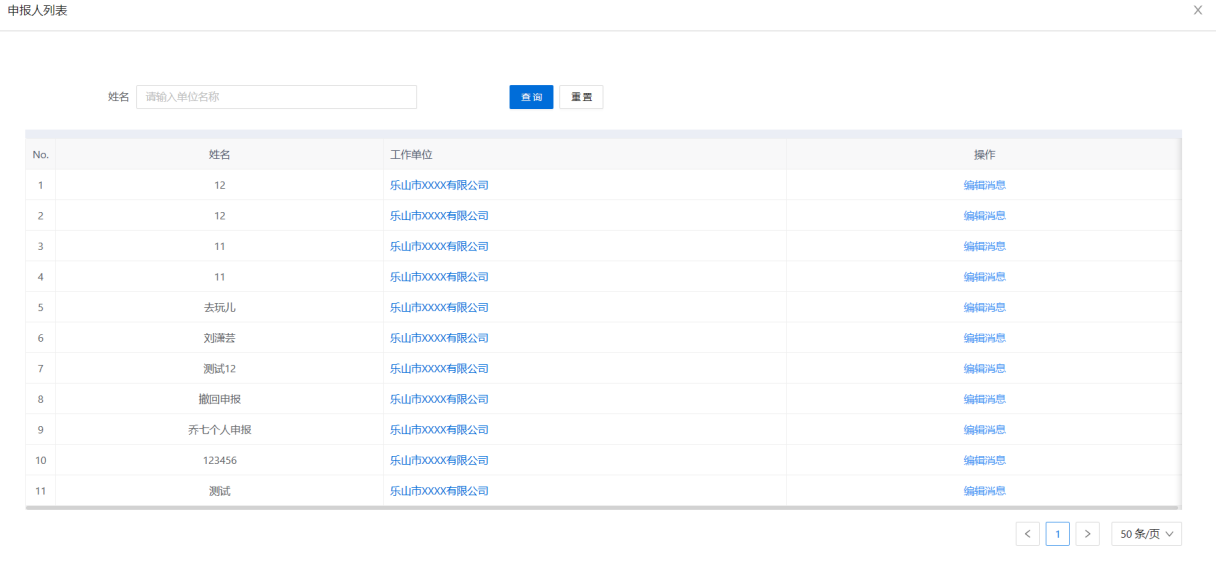 申报人列表 X
姓名 请输入单位名称 查询 重置
No. 姓名 工作单位 操作
1 12 乐山市XXXX有限公司 编辑消息
2 12 乐山市XXXX有限公司 编辑消息
3 11 乐山市XXXX有限公司 编辑消息
4 11 乐山市XXXX有限公司 编辑消息
5 去玩儿 乐山市XXXX有限公司 编辑消息
6 刘潇芸 乐山市XXXX有限公司 编辑消息
7 测试12 乐山市XXXX有限公司 编辑消息
8 撤回申报 乐山市XXXX有限公司 编辑消息
9 乔七个人申报 乐山市XXXX有限公司 编辑消息
10 123456 乐山市XXXX有限公司 编辑消息
11 测试 乐山市XXXX有限公司 编辑消息
< 1 > 50 条/页